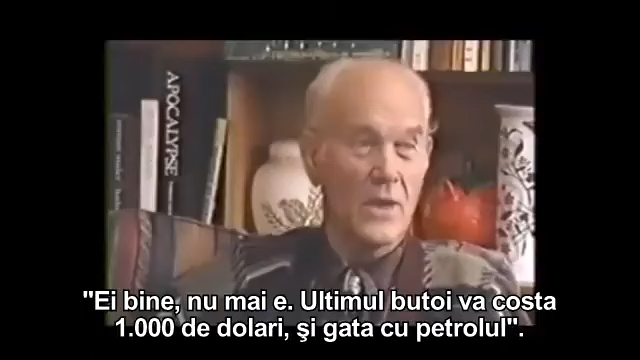 APOCALYPSE
"Ei bine, nu mai e. Ultimul butoi va costa
1.000 de dolari, şi gata cu petrolul".